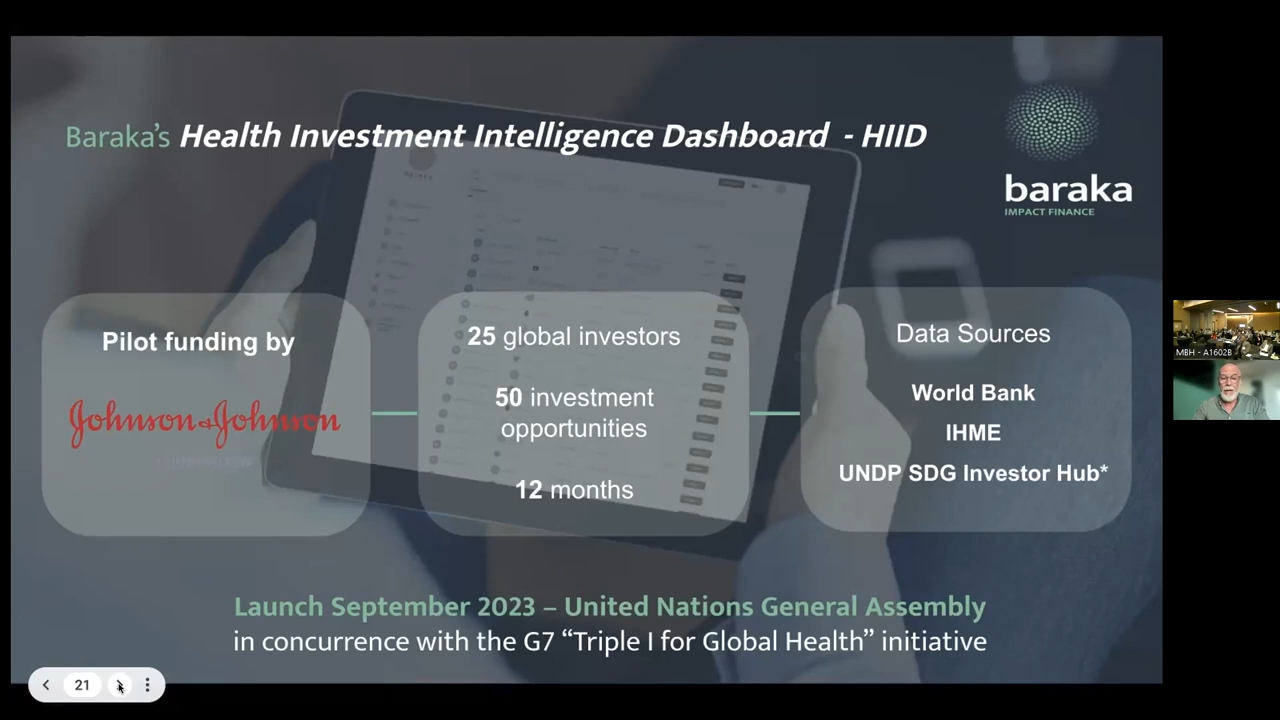 Baraka's Health Investment Intelligence Dashboard - HIID
baraka
IMPACT FINANCE
Pilot funding by
Johnson & Johnson
25 global investors
50 investment
opportunities
12 months
Data Sources
World Bank
IHME
UNDP SDG Investor Hub*
Launch September 2023 – United Nations General Assembly
in concurrence with the G7 “Triple I for Global Health” initiative
21
MBH - A1602B